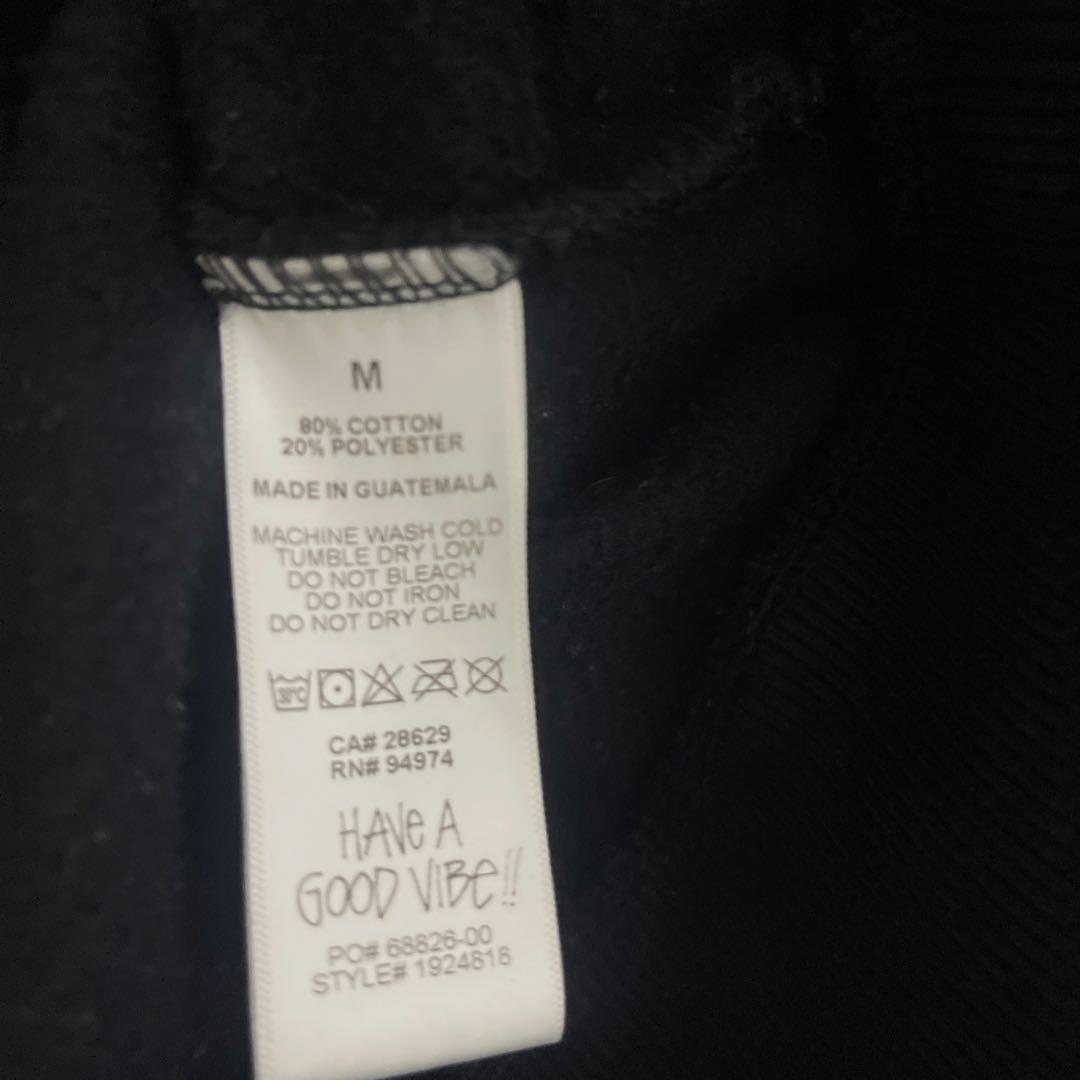 M
80% COTTON
20% POLYESTER
MADE IN GUATEMALA
MACHINE WASH COLD
TUMBLE DRY LOW
DO NOT BLEACH
DO NOT IRON
DO NOT DRY CLEAN
30°C
CA# 28629
RN# 94974
HAVE A
GOOD VIBE!!
PO# 68826-00
STYLE# 1924816